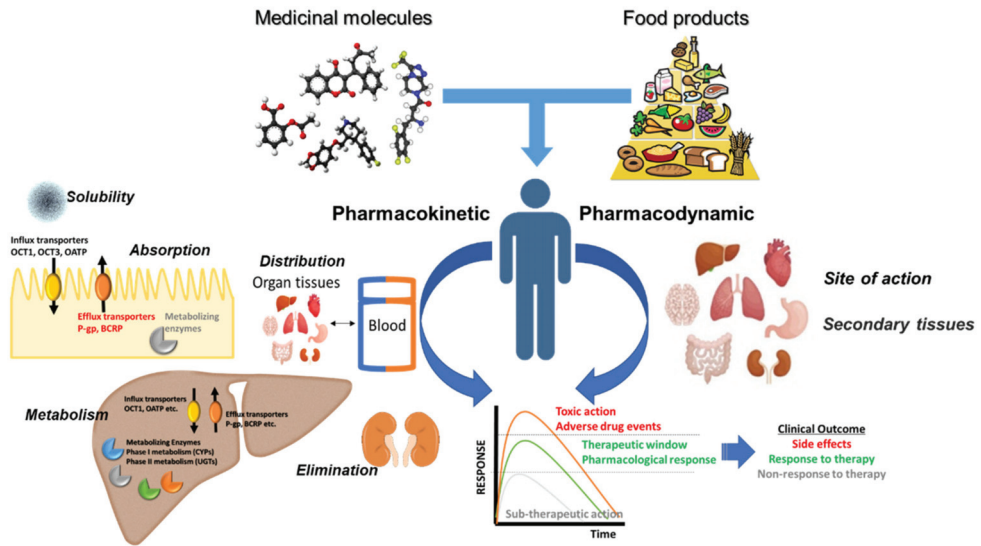 Medicinal molecules
Food products
Solubility
Influx transporters
OCT1, OCT3, OATP
Absorption
Efflux transporters
P-gp, BCRP
Metabolizing
enzymes
Pharmacokinetic
Pharmacodynamic
Distribution
Organ tissues
Blood
Site of action
Secondary tissues
Metabolism
Influx transporters
OCT1, OATP etc.
Efflux transporters
P-gp, BCRP etc.
Metabolizing Enzymes
Phase I metabolism (CYPs)
Phase II metabolism (UGTs)
Elimination
RESPONSE
Toxic action
Adverse drug events
Therapeutic window
Pharmacological response
Sub-therapeutic action
Time
Clinical Outcome
Side effects
Response to therapy
Non-response to therapy